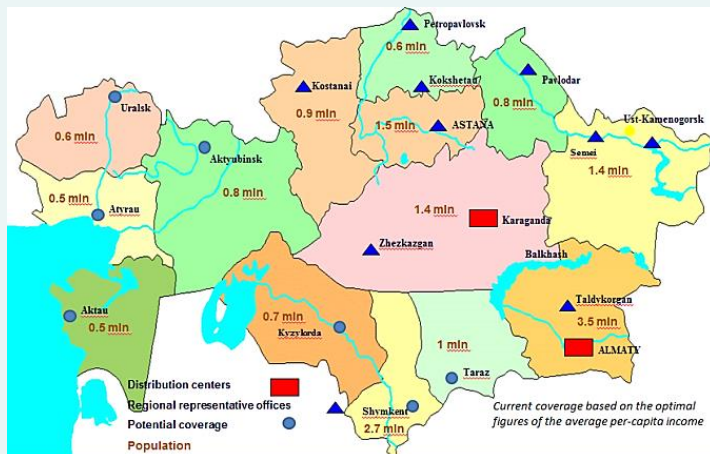 Petropavlovsk
0.6 mln
Kostanai
Kokshetau
Pavlodar
0.9 mln
0.8 mln
1.5 mln
ASTANA
Uralsk
0.6 mln
Aktyubinsk
Ust-Kamenogorsk
Semei
1.4 mln
0.8 mln
0.5 mln
Atyrau
1.4 mln
Karaganda
Zhezkazgan
Balkhash
Taldykorgan
3.5 mln
ALMATY
Aktau
0.5 mln
0.7 mln
Kyzylorda
1 mln
Taraz
Shymkent
2.7 mln
Distribution centers
Regional representative offices
Potential coverage
Population
Current coverage based on the optimal
figures of the average per-capita income